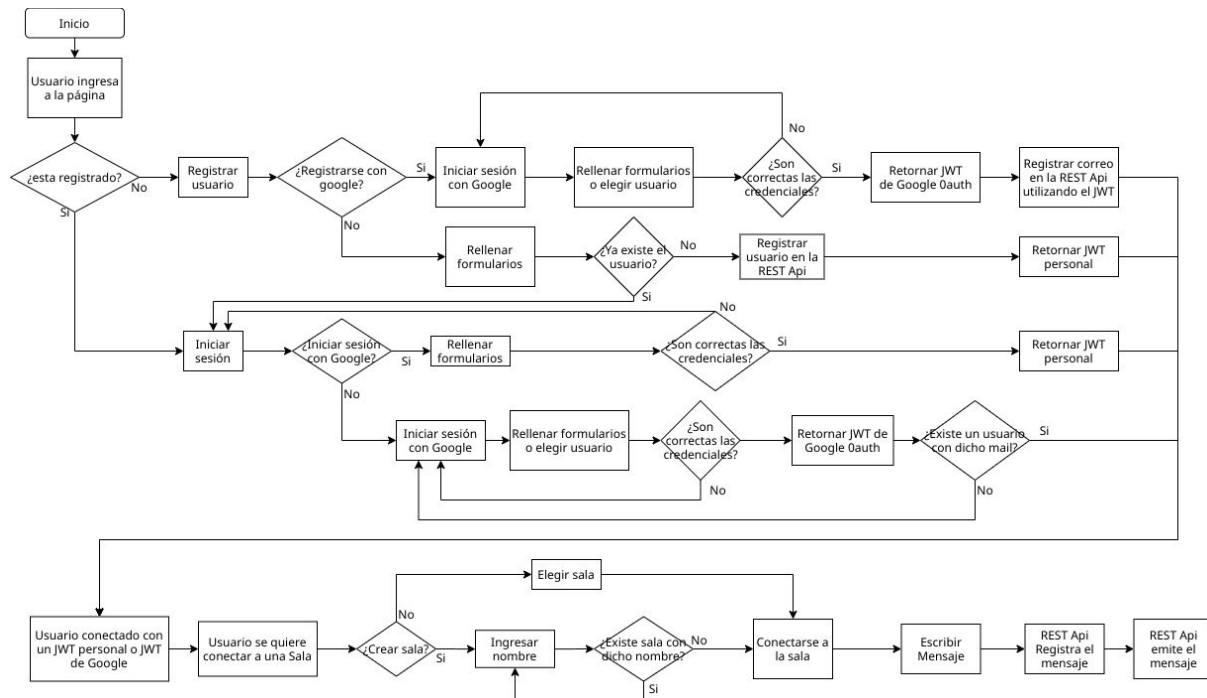 Inicio
Usuario ingresa
a la página
¿esta registrado?
No
Si
Registrar
usuario
¿Registrarse con
google?
Si
No
Iniciar sesión
con Google
Rellenar formularios
o elegir usuario
¿Son
correctas las
credenciales?
No
Si
Retornar JWT
de Google 0auth
Registrar correo
en la REST Api
utilizando el JWT
Rellenar
formularios
¿Ya existe el
usuario?
No
Si
Registrar
usuario en la
REST Api
Retornar JWT
personal
Iniciar
sesión
¿Iniciar sesión
con Google?
Si
No
Rellenar
formularios
¿Son correctas las
credenciales?
No
Si
Retornar JWT
personal
Iniciar sesión
con Google
Rellenar formularios
o elegir usuario
¿Son
correctas las
credenciales?
No
Retornar JWT de
Google 0auth
¿Existe un usuario
con dicho mail?
Si
No
Usuario conectado con
un JWT personal o JWT
de Google
Usuario se quiere
conectar a una Sala
¿Crear sala?
No
Si
Elegir sala
Ingresar
nombre
¿Existe sala con
dicho nombre?
No
Si
Conectarse a
la sala
Escribir
Mensaje
REST Api
Registra el
mensaje
REST Api
emite el
mensaje